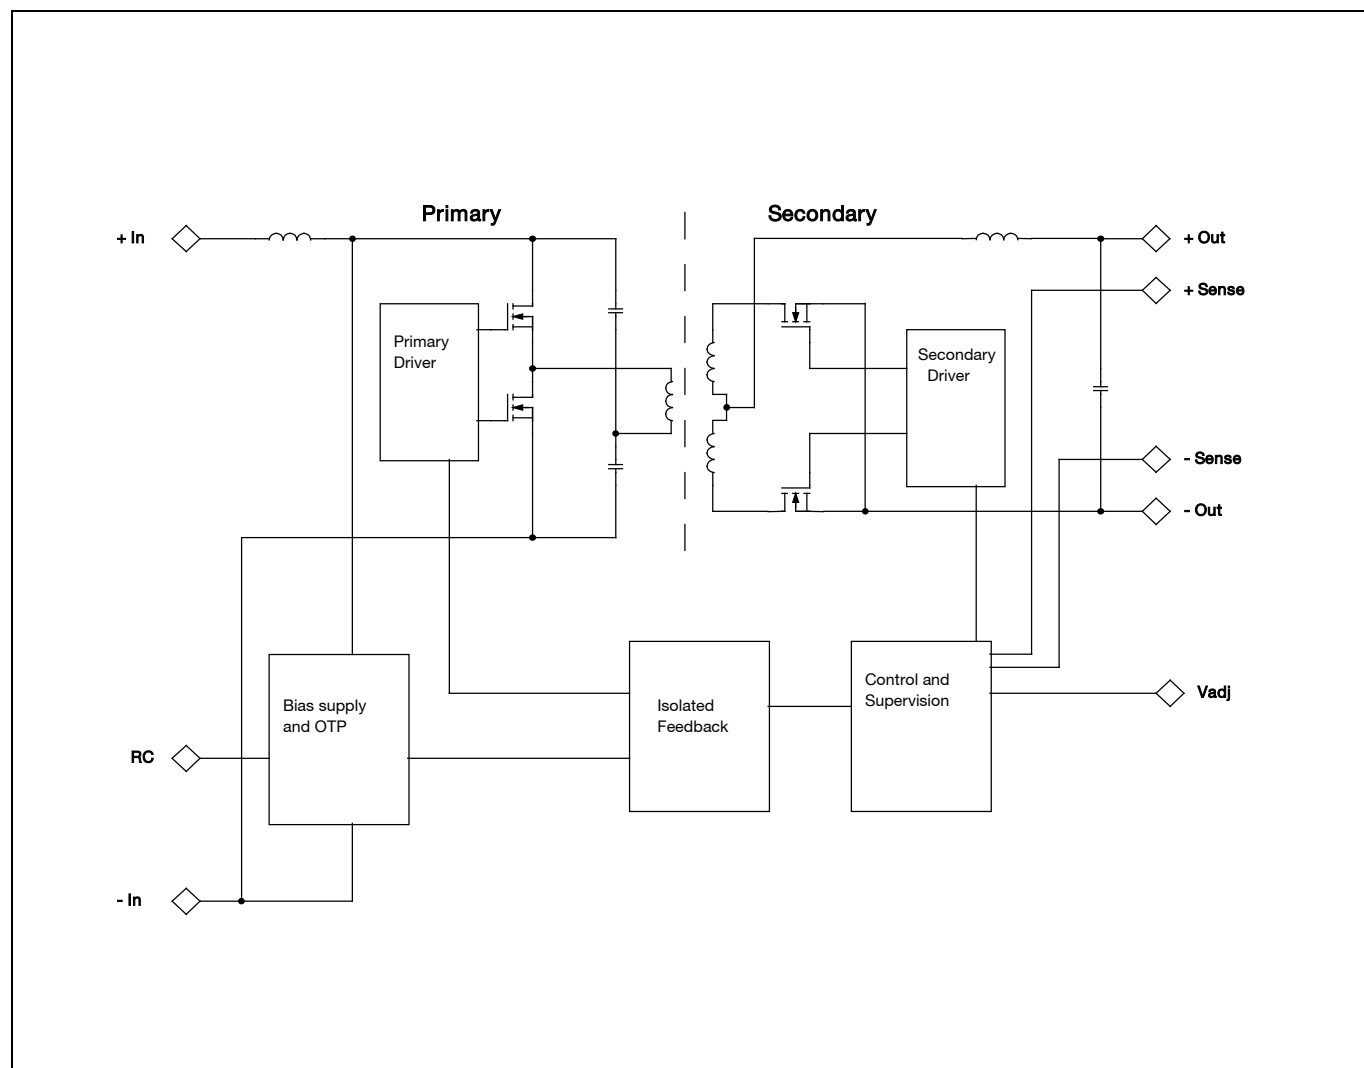 Primary
Secondary
+ In
+ Out
+ Sense
Primary
Driver
Secondary
Driver
- Sense
- Out
Bias supply
and OTP
Isolated
Feedback
Control and
Supervision
Vadj
RC
- In